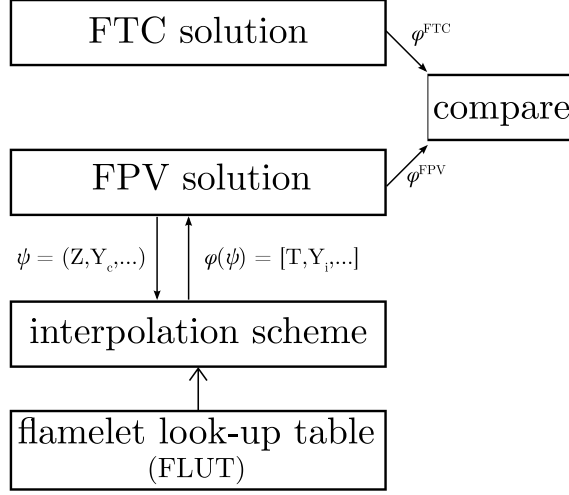 FTC solution
φ^FTC
compare
FPV solution
φ^FPV
ψ = (Z,Y_c,...)
φ(ψ) = [T,Y_i,...]
interpolation scheme
flamelet look-up table
(FLUT)